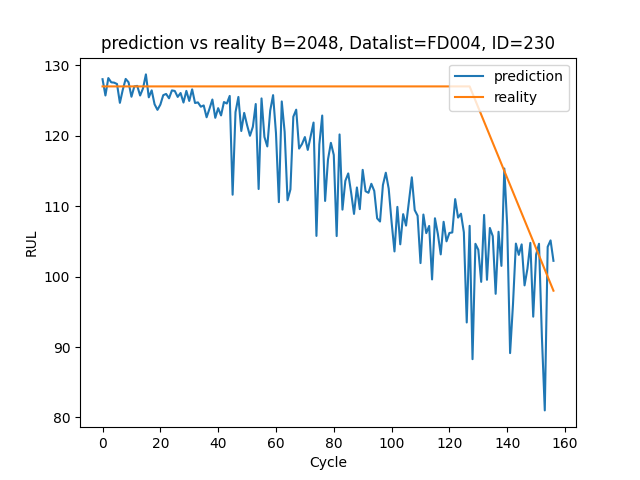 prediction vs reality B=2048, Datalist=FD004, ID=230
prediction
reality
RUL
130
120
110
100
90
80
0 20 40 60 80 100 120 140 160
Cycle